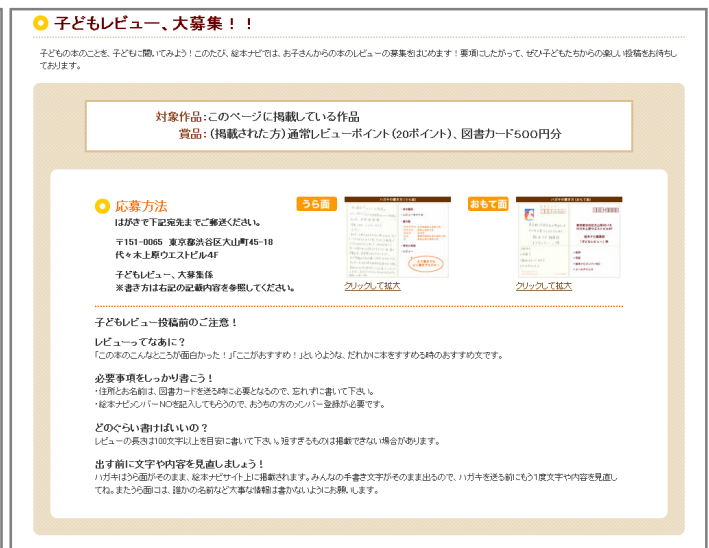 子どもレビュー、大募集！！
子どもの本のことを、子どもに聞いてみよう！このたび、絵本ナビでは、お子さんからの本のレビューの募集をはじめます！要項にしたがって、ぜひ子どもたちからの楽しい投稿をお待ちし
ております。
対象作品：このページに掲載している作品
賞品：（掲載された方）通常レビューポイント（20ポイント）、図書カード500円分
応募方法
うら面
おもて面
はがきで下記宛先までご郵送ください。
〒151-0065 東京都渋谷区大山町45-18
代々木上原ウエストビル4F
子どもレビュー、大募集係
※書き方は右記の記載内容を参照してください。
クリックして拡大
クリックして拡大
子どもレビュー投稿前のご注意！
レビューってなあに？
「この本のこんなところが面白かった！」「ここがおすすめ！」というような、だれかに本をすすめる時のおすすめ文です。
必要事項をしっかり書こう！
・住所とお名前は、図書カードを送る時に必要となるので、忘れずに書いて下さい。
・絵本ナビメンバーNOを記入してもらうので、おうちの方のメンバー登録が必要です。
どのぐらい書けばいいの？
レビューの長さは100文字以上を目安に書いて下さい。短すぎるものは掲載できない場合があります。
出す前に文字や内容を見直しましょう！
ハガキはうら面がそのまま、絵本ナビサイト上に掲載されます。みんなの手書き文字がそのまま出るので、ハガキを送る前にもう1度文字や内容を見直し
てね。またうら面には、誰かの名前など大事な情報は書かないようにお願いします。